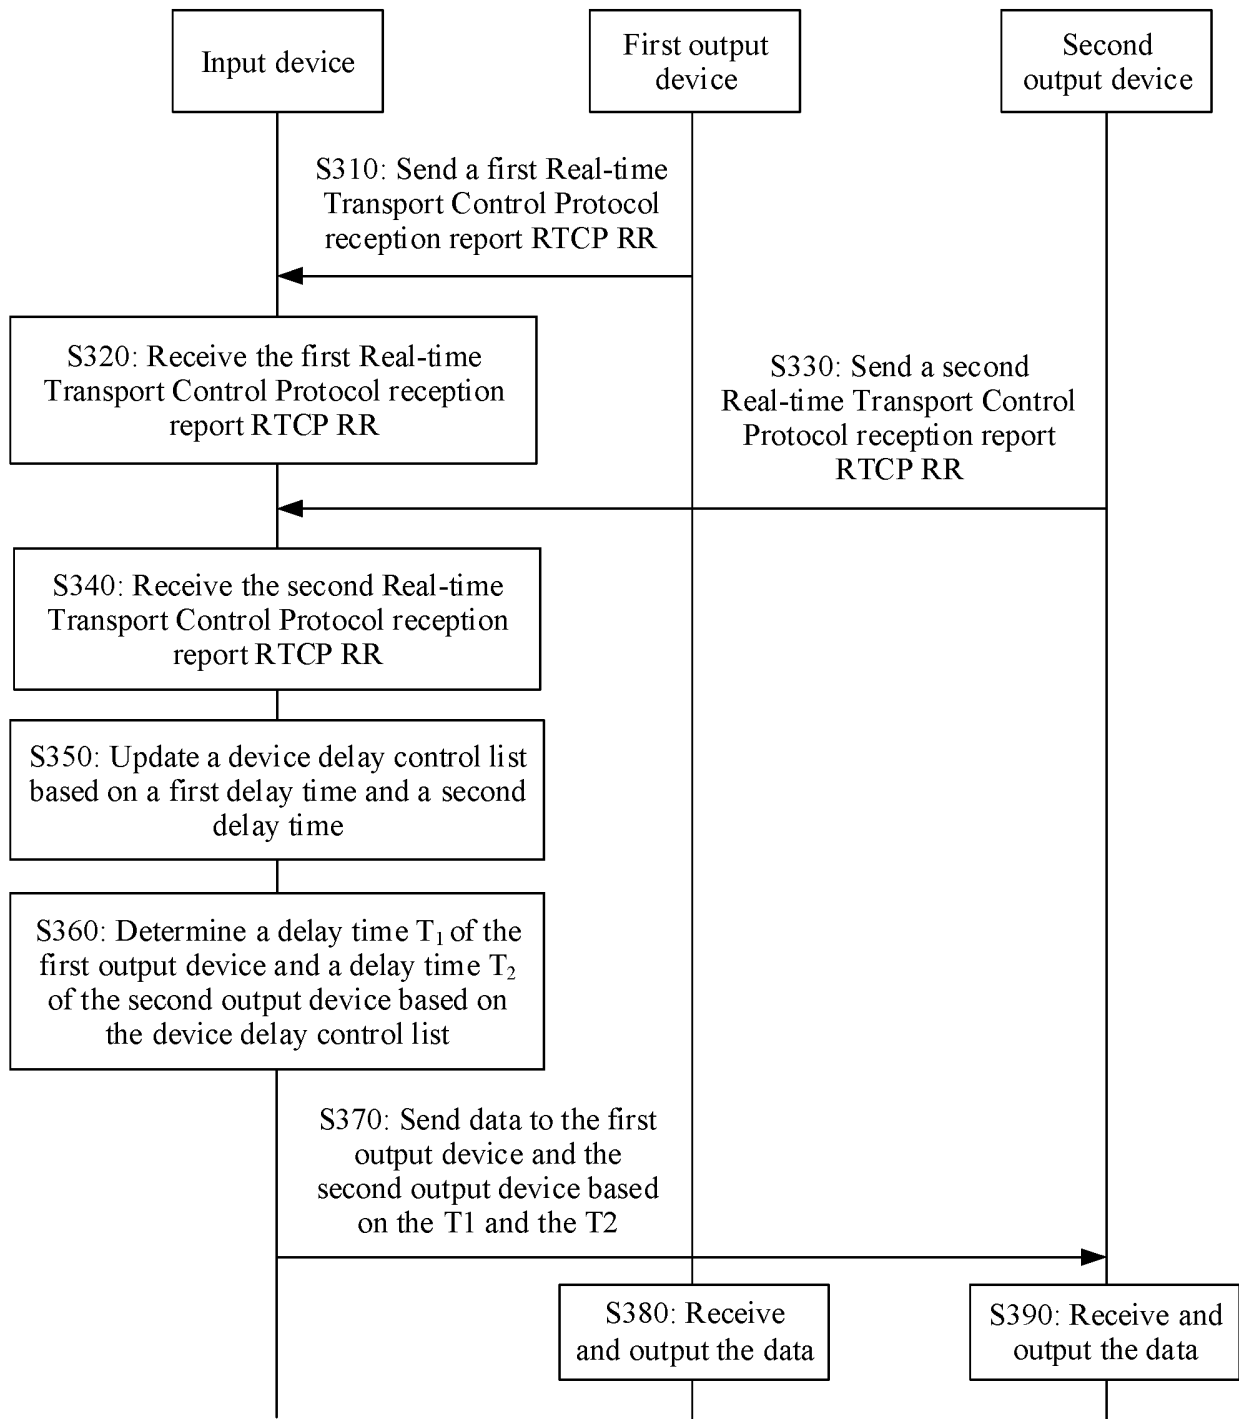 Input device
First output
device
Second
output device
S310: Send a first Real-time
Transport Control Protocol
reception report RTCP RR
S320: Receive the first Real-time
Transport Control Protocol reception
report RTCP RR
S330: Send a second
Real-time Transport Control
Protocol reception report
RTCP RR
S340: Receive the second Real-time
Transport Control Protocol reception
report RTCP RR
S350: Update a device delay control list
based on a first delay time and a second
delay time
S360: Determine a delay time T1 of the
first output device and a delay time T2
of the second output device based on
the device delay control list
S370: Send data to the first
output device and the
second output device based
on the T1 and the T2
S380: Receive
and output the data
S390: Receive and
output the data